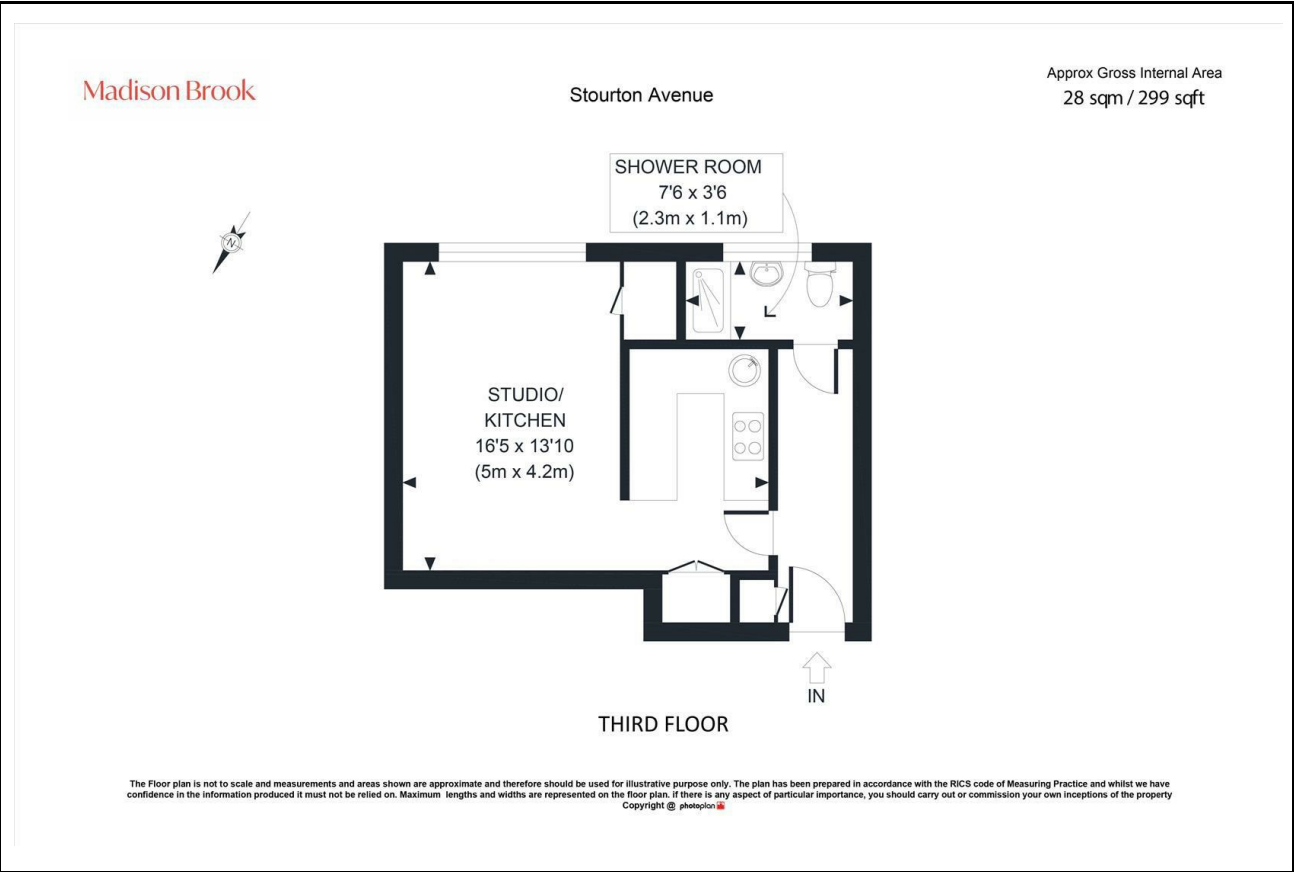 Madison Brook
Stourton Avenue
Approx Gross Internal Area
28 sqm / 299 sqft
SHOWER ROOM
7'6 x 3'6
(2.3m x 1.1m)
N
STUDIO/
KITCHEN
16'5 x 13'10
(5m x 4.2m)
IN
THIRD FLOOR
The Floor plan is not to scale and measurements and areas shown are approximate and therefore should be used for illustrative purpose only. The plan has been prepared in accordance with the RICS code of Measuring Practice and whilst we have
confidence in the information produced it must not be relied on. Maximum lengths and widths are represented on the floor plan. if there is any aspect of particular importance, you should carry out or commission your own inceptions of the property
Copyright @ photoplan